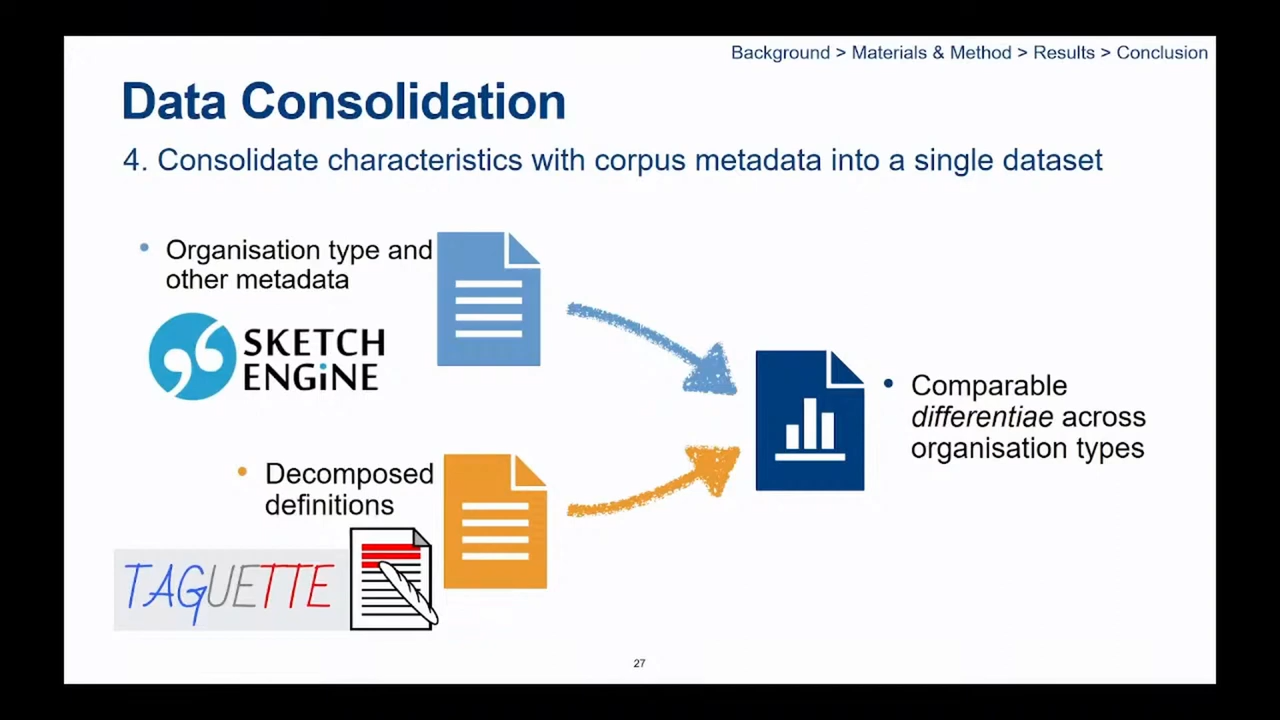 Background > Materials & Method > Results > Conclusion
Data Consolidation
4. Consolidate characteristics with corpus metadata into a single dataset
• Organisation type and
other metadata
SKETCH
ENGiNE
• Decomposed
definitions
TAGUETTE
• Comparable
differentiae across
organisation types
27